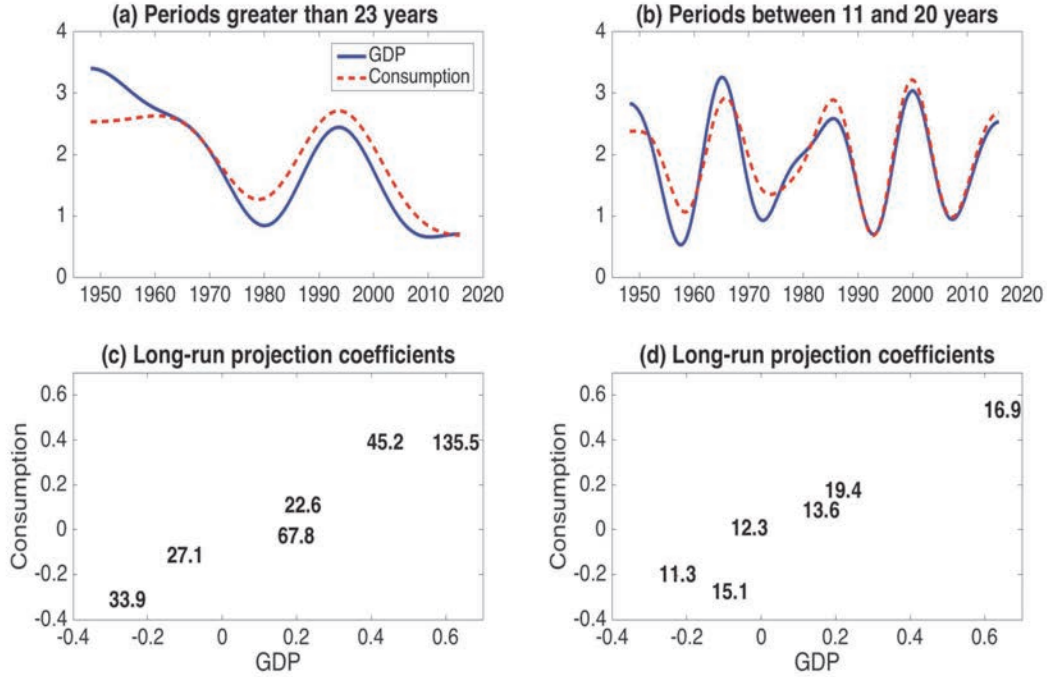 (a) Periods greater than 23 years
4
3
2
1
0
GDP
Consumption
1950 1960 1970 1980 1990 2000 2010 2020
(b) Periods between 11 and 20 years
4
3
2
1
0
1950 1960 1970 1980 1990 2000 2010 2020
(c) Long-run projection coefficients
Consumption
0.6
0.4
0.2
0
-0.2
-0.4
45.2 135.5
22.6
67.8
27.1
33.9
-0.4 -0.2 0 0.2 0.4 0.6
GDP
(d) Long-run projection coefficients
Consumption
0.6
0.4
0.2
0
-0.2
-0.4
16.9
19.4
13.6
12.3
11.3
15.1
-0.4 -0.2 0 0.2 0.4 0.6
GDP